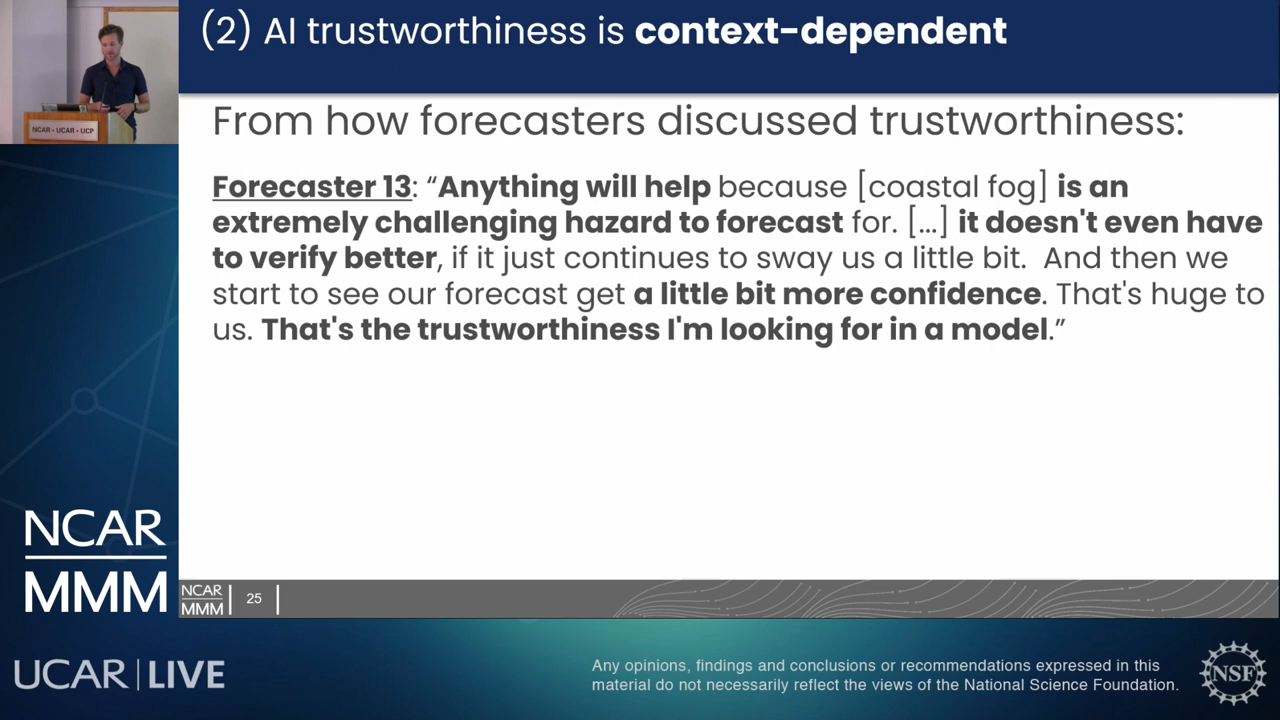 (2) AI trustworthiness is context-dependent
From how forecasters discussed trustworthiness:
Forecaster 13: “Anything will help because [coastal fog] is an
extremely challenging hazard to forecast for. [...] it doesn't even have
to verify better, if it just continues to sway us a little bit. And then we
start to see our forecast get a little bit more confidence. That's huge to
us. That's the trustworthiness I'm looking for in a model.”
NCAR • UCAR • UCP
NCAR
MMM
NCAR
MMM
25
UCAR | LIVE
Any opinions, findings and conclusions or recommendations expressed in this
material do not necessarily reflect the views of the National Science Foundation.
NSF